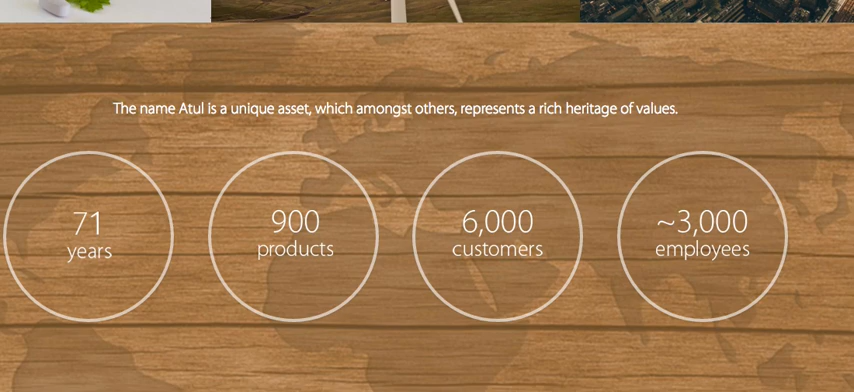 The name Atul is a unique asset, which amongst others, represents a rich heritage of values.
71
years
900
products
6,000
customers
~3,000
employees